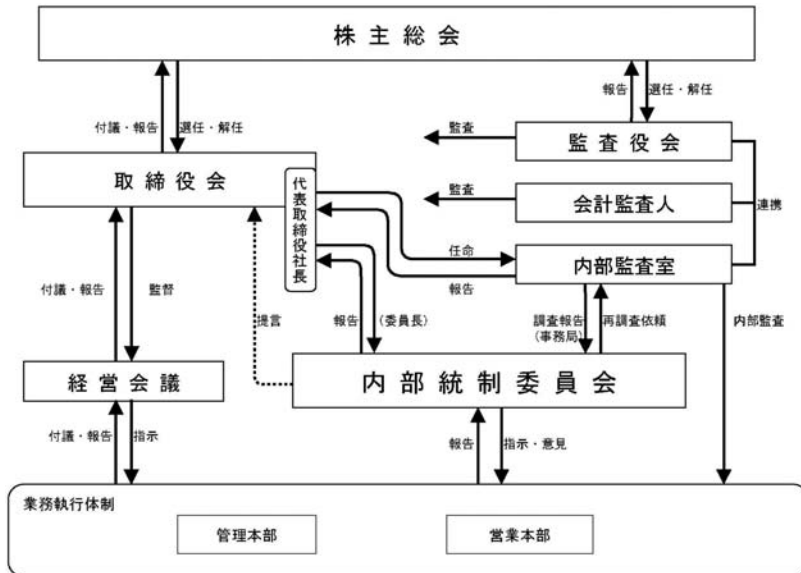 株主総会
付議・報告
選任・解任
報告
選任・解任
監査
監査役会
取締役会
代表取締役社長
監査
会計監査人
連携
任命
内部監査室
報告
付議・報告
監督
提言
報告
(委員長)
調査報告
(事務局)
再調査依頼
内部監査
経営会議
内部統制委員会
付議・報告
指示
報告
指示・意見
業務執行体制
管理本部
営業本部